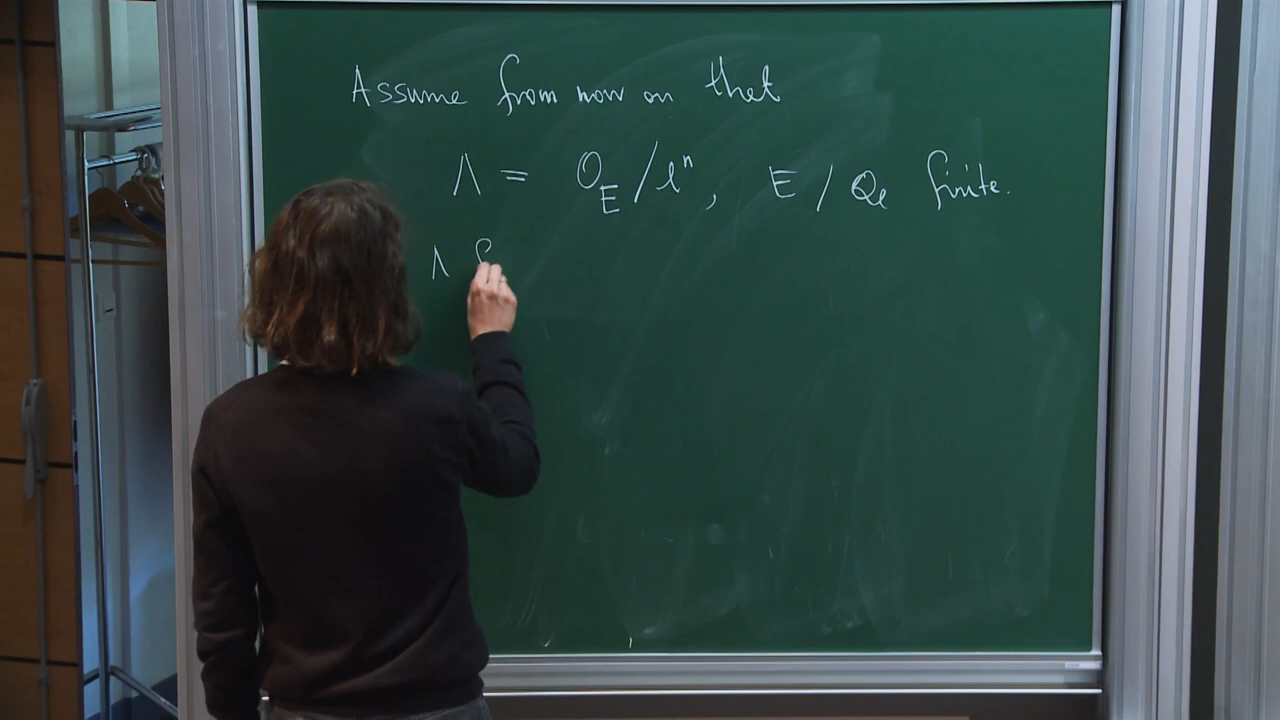 Assume from now on that
Λ = O_E / ℓ^n, E / Q_ℓ finite.
Λ